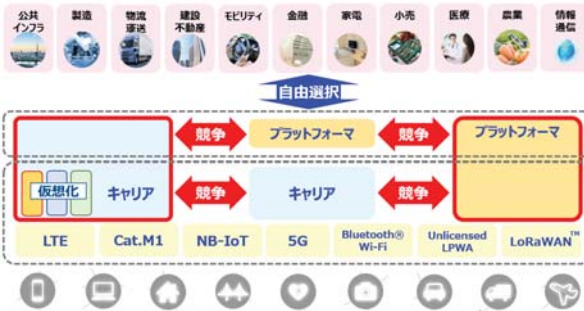 公共
インフラ
製造
物流
運送
建設
不動産
モビリティ
金融
家電
小売
医療
農業
情報
通信
自由選択
競争
プラットフォーマ
競争
プラットフォーマ
仮想化
キャリア
競争
キャリア
競争
LTE
Cat.M1
NB-IoT
5G
Bluetooth®
Wi-Fi
Unlicensed
LPWA
LoRaWAN™